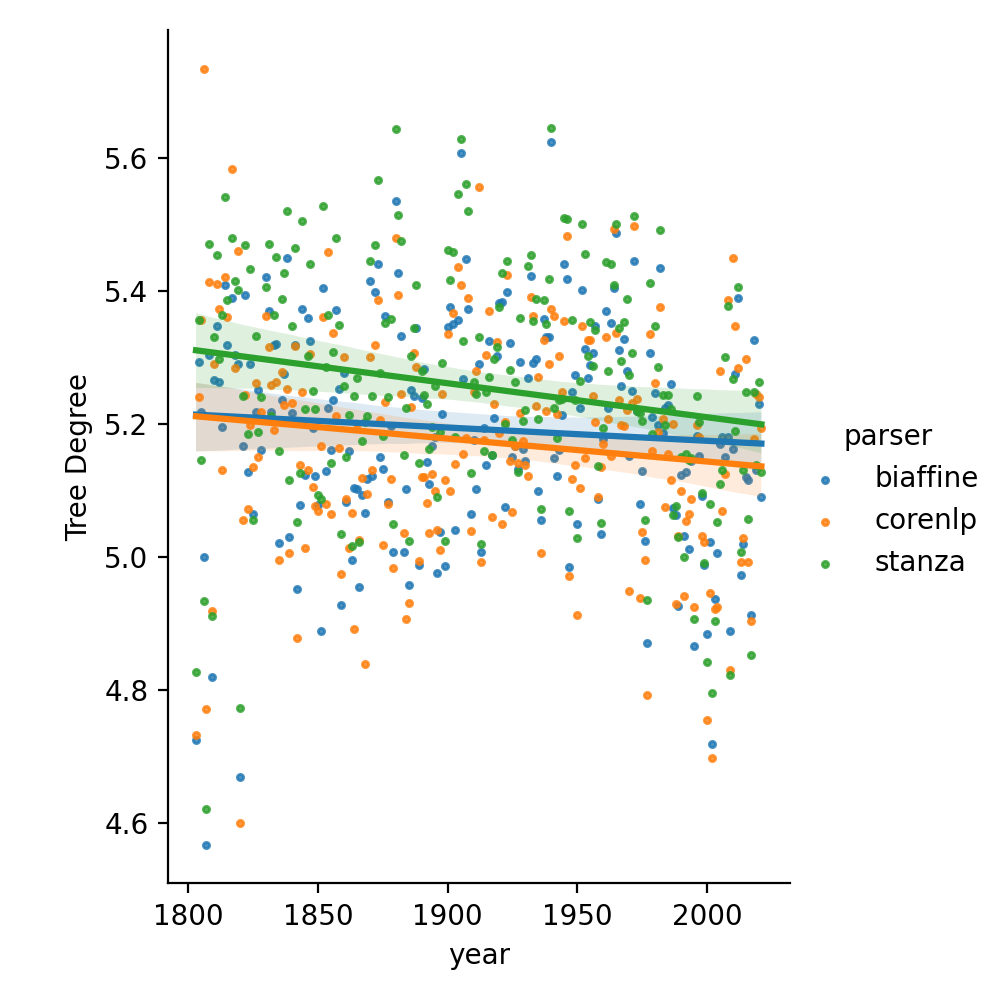 5.6
5.4
5.2
5.0
4.8
4.6
Tree Degree
1800 1850 1900 1950 2000
year
parser
biaffine
corenlp
stanza